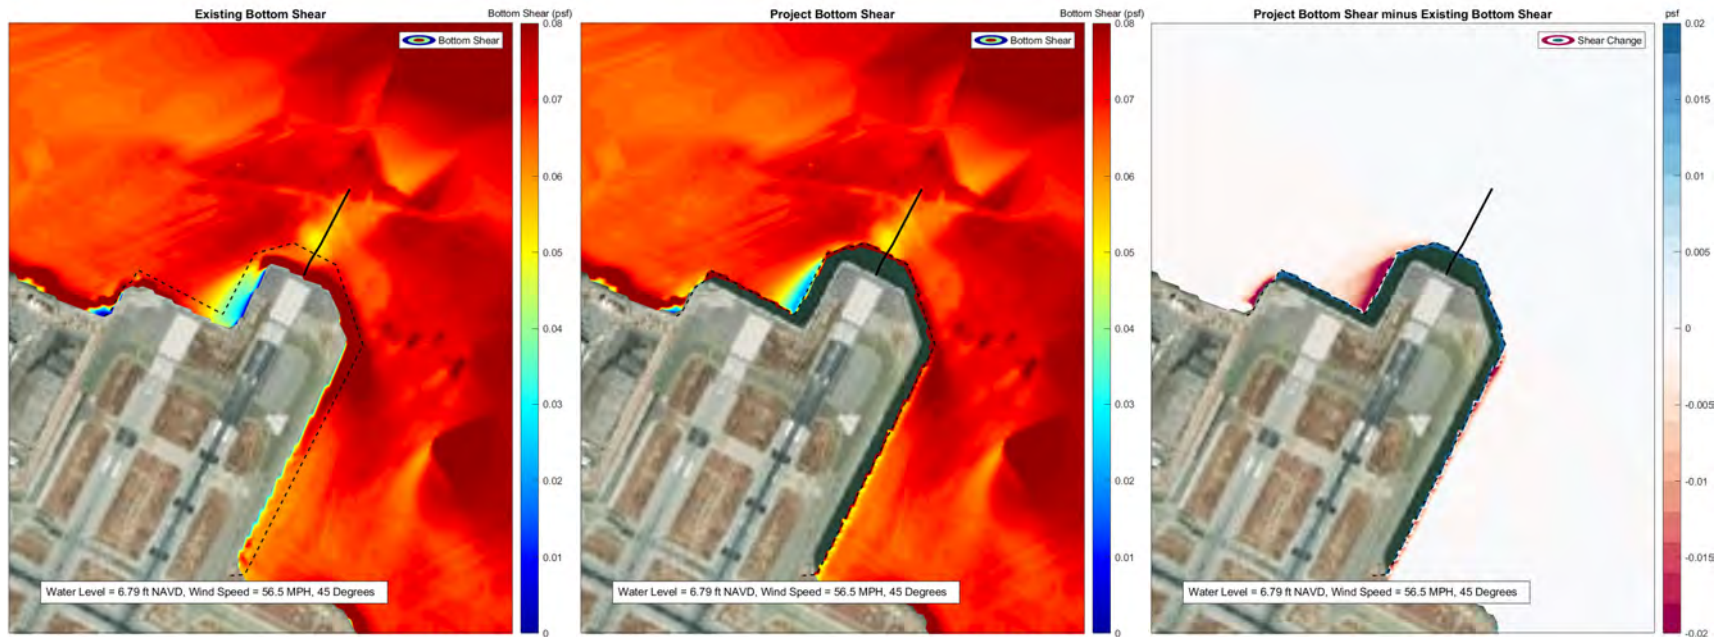 Existing Bottom Shear
Bottom Shear (psf)
Bottom Shear
0.08
0.07
0.06
0.05
0.04
0.03
0.02
0.01
0
Water Level = 6.79 ft NAVD, Wind Speed = 56.5 MPH, 45 Degrees
Project Bottom Shear
Bottom Shear (psf)
Bottom Shear
0.08
0.07
0.06
0.05
0.04
0.03
0.02
0.01
0
Water Level = 6.79 ft NAVD, Wind Speed = 56.5 MPH, 45 Degrees
Project Bottom Shear minus Existing Bottom Shear
psf
Shear Change
0.02
0.015
0.01
0.005
0
-0.005
-0.01
-0.015
-0.02
Water Level = 6.79 ft NAVD, Wind Speed = 56.5 MPH, 45 Degrees